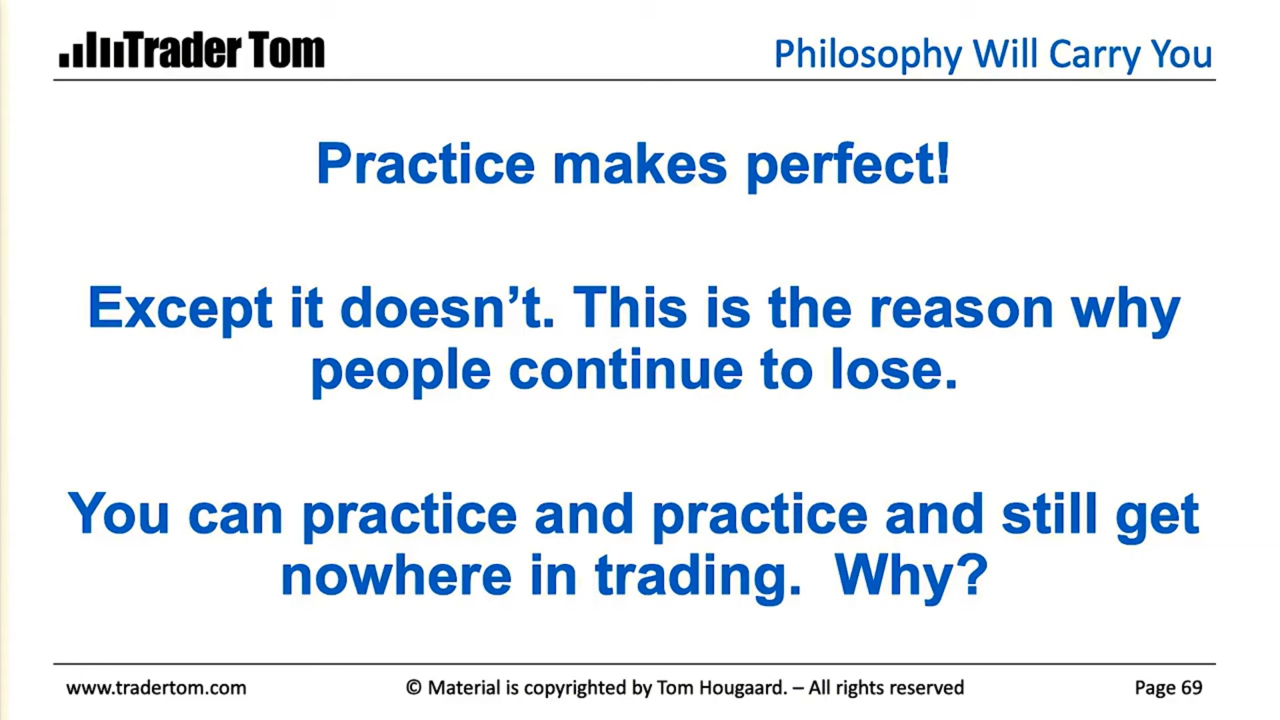 Trader Tom
Philosophy Will Carry You
Practice makes perfect!
Except it doesn’t. This is the reason why
people continue to lose.
You can practice and practice and still get
nowhere in trading.  Why?
www.tradertom.com
© Material is copyrighted by Tom Hougaard. – All rights reserved
Page 69